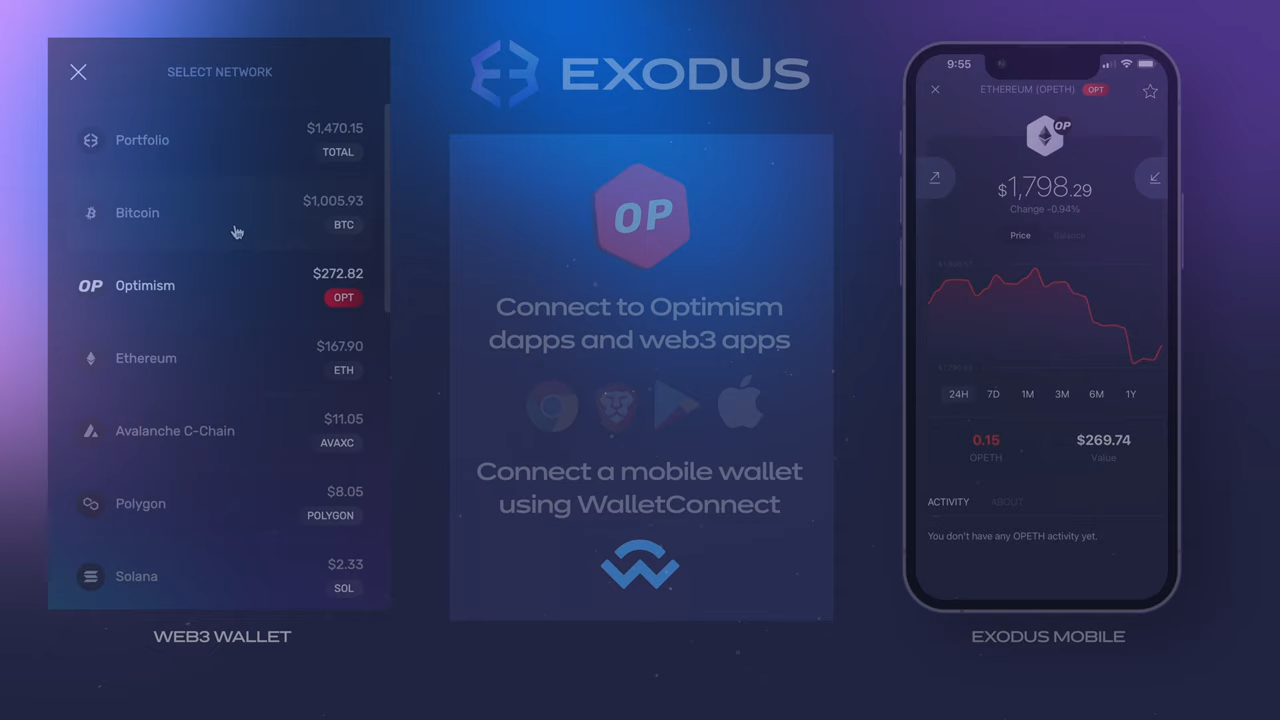 SELECT NETWORK
Portfolio
$1,470.15
TOTAL
Bitcoin
$1,005.93
BTC
OP
Optimism
$272.82
OPT
Ethereum
$167.90
ETH
Avalanche C-Chain
$11.05
AVAXC
Polygon
$8.05
POLYGON
Solana
$2.33
SOL
WEB3 WALLET
EXODUS
OP
Connect to Optimism
dapps and web3 apps
Connect a mobile wallet
using WalletConnect
9:55
ETHEREUM (OPETH) OPT
OP
$1,798.29
Change -0.94%
Price Balance
24H 7D 1M 3M 6M 1Y
0.15 $269.74
OPETH Value
ACTIVITY ABOUT
You don't have any OPETH activity yet.
EXODUS MOBILE